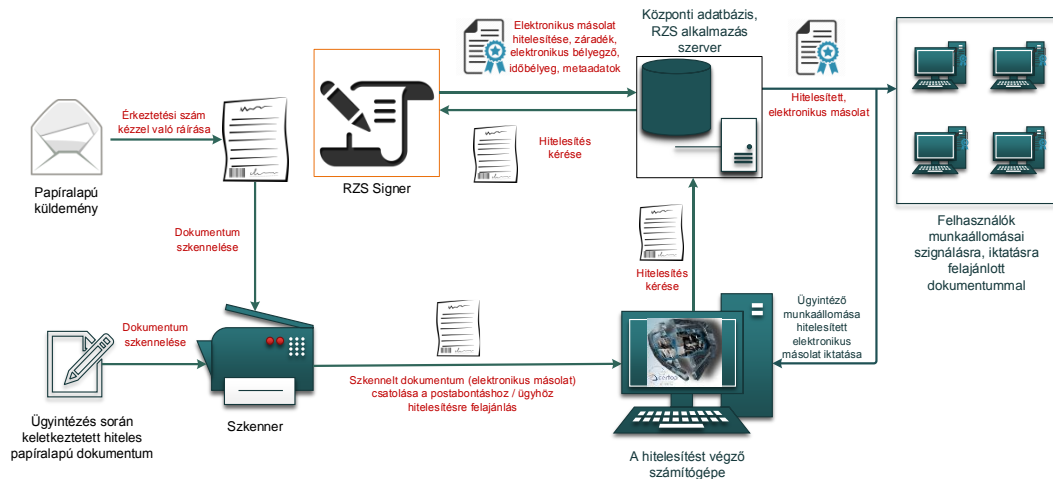 Elektronikus másolat
hitelesítése, záradék,
elektronikus bélyegző,
időbélyeg, metaadatok
Központi adatbázis,
RZS alkalmazás
szerver
Érkeztetési szám
kézzel való ráírása
Hitelesítés
kérése
Hitelesített,
elektronikus másolat
Papíralapú
küldemény
RZS Signer
Felhasználók
munkaállomásai
szignálásra, iktatásra
felajánlott
dokumentummal
Dokumentum
szkennelése
Hitelesítés
kérése
Ügyintéző
munkaállomása
hitelesített
elektronikus
másolat iktatása
Dokumentum
szkennelése
Szkennelt dokumentum (elektronikus másolat)
csatolása a postabontáshoz / ügyhöz
hitelesítésre felajánlás
Ügyintézés során
keletkeztetett hiteles
papíralapú dokumentum
Szkenner
A hitelesítést végző
számítógépe